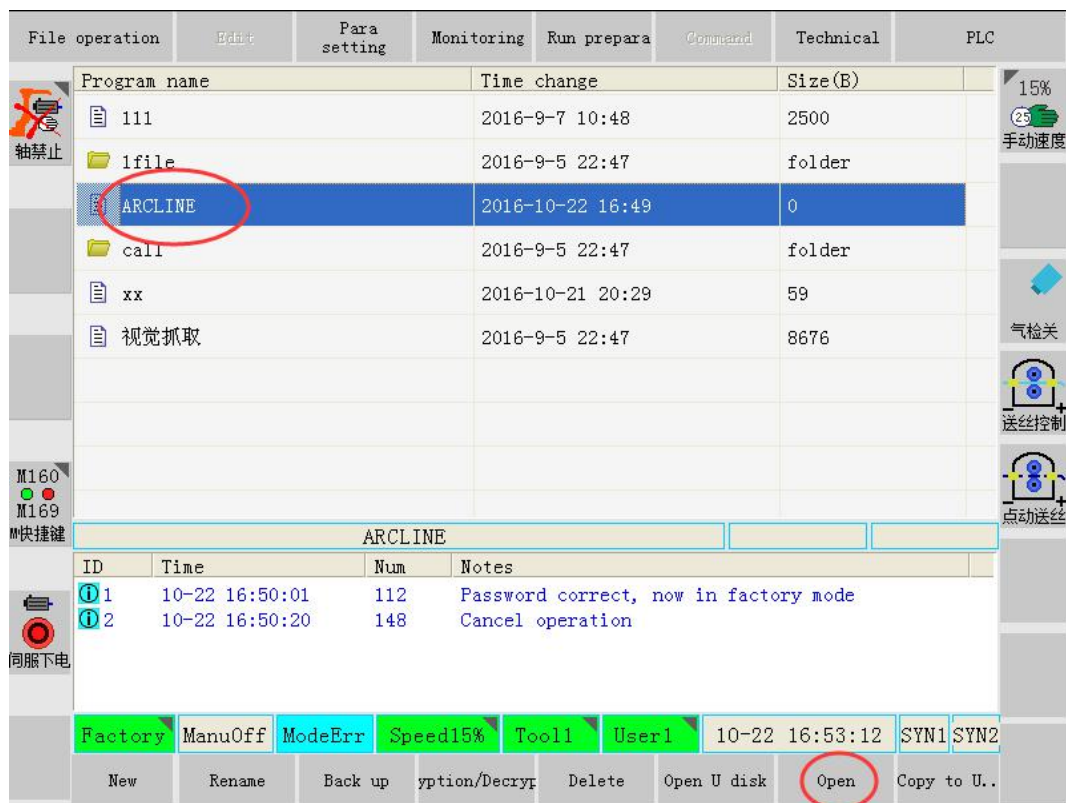 File operation Edit Para setting Monitoring Run prepara Command Technical PLC
Program name Time change Size(B)
111 2016-9-7 10:48 2500
1file 2016-9-5 22:47 folder
ARCLINE 2016-10-22 16:49 0
call 2016-9-5 22:47 folder
xx 2016-10-21 20:29 59
视觉抓取 2016-9-5 22:47 8676
轴禁止
M160
M169
M快捷键
伺服下电
15%
25
手动速度
气检关
送丝控制
点动送丝
ARCLINE
ID Time Num Notes
1 10-22 16:50:01 112 Password correct, now in factory mode
2 10-22 16:50:20 148 Cancel operation
Factory ManuOff ModeErr Speed15% Tool1 User1 10-22 16:53:12 SYN1 SYN2
New Rename Back up yption/Decryp Delete Open U disk Open Copy to U..